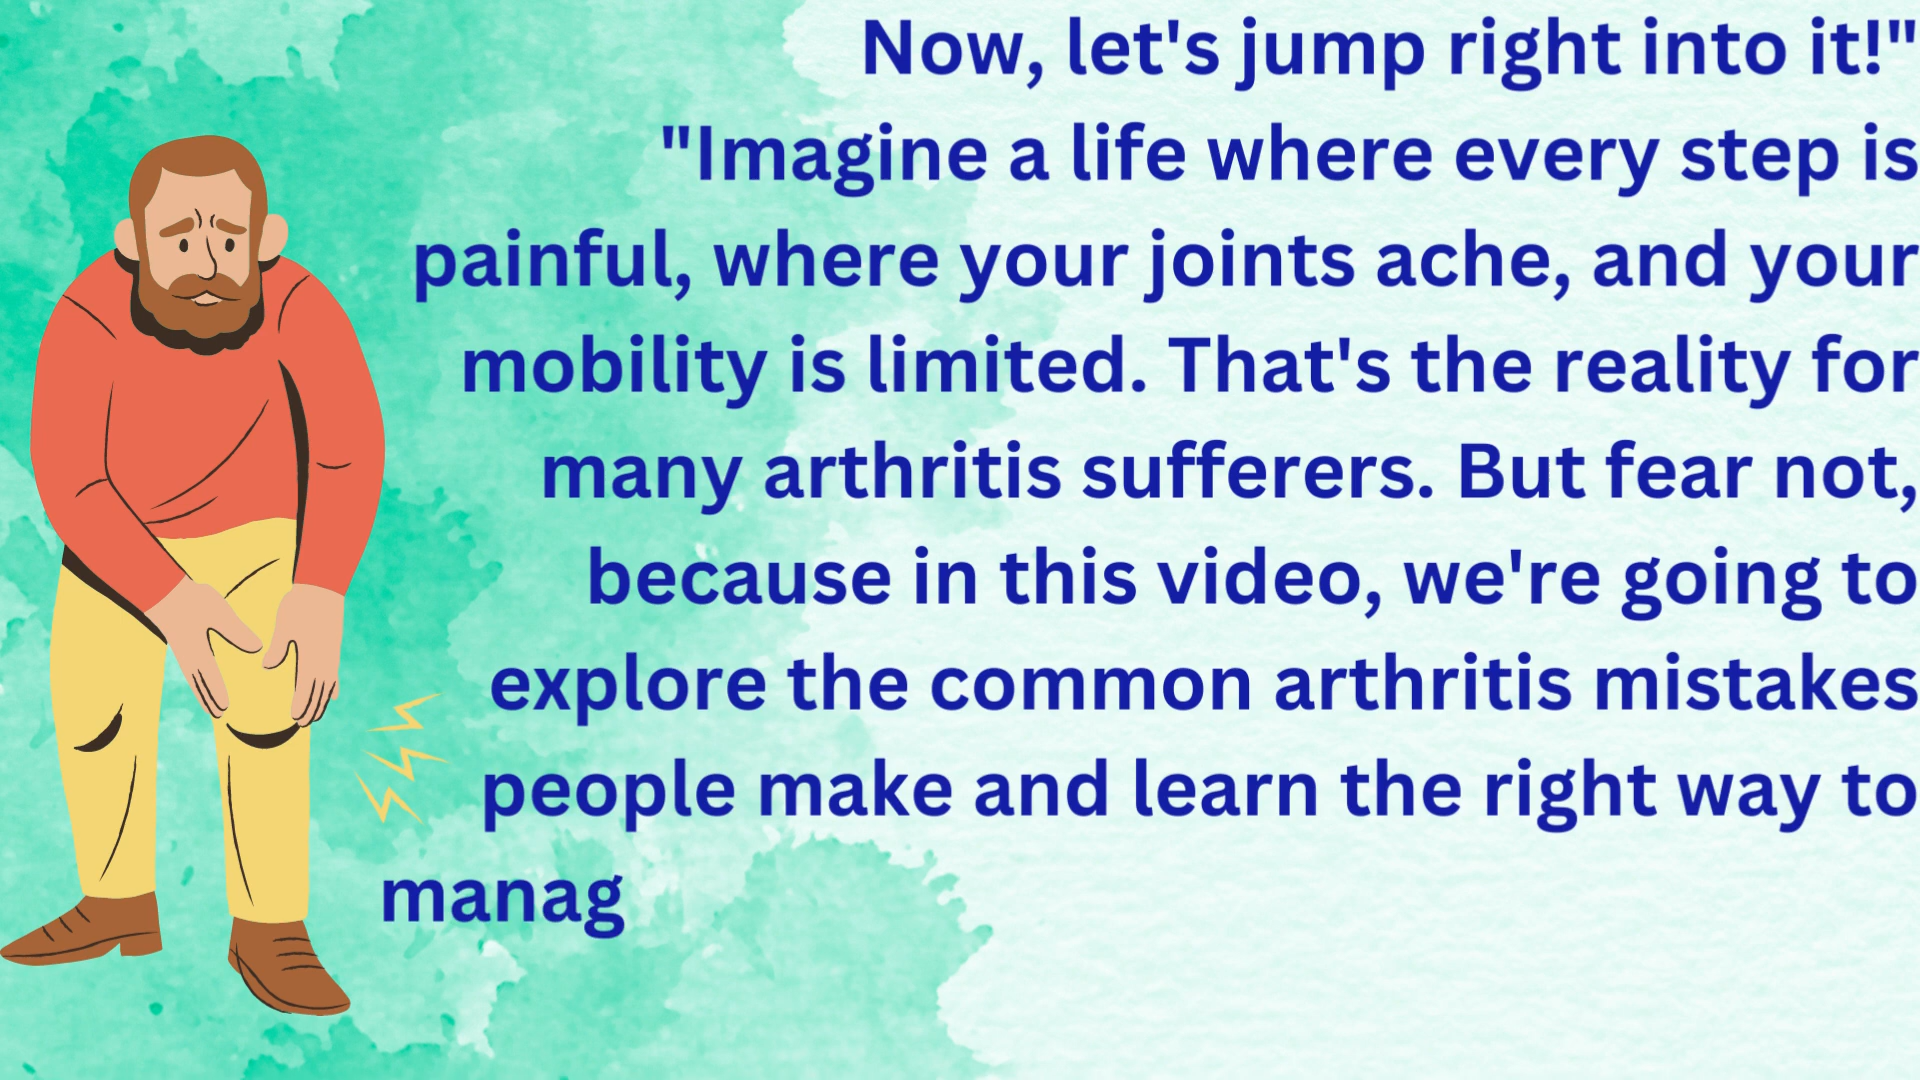 Now, let's jump right into it!"
"Imagine a life where every step is
painful, where your joints ache, and your
mobility is limited. That's the reality for
many arthritis sufferers. But fear not,
because in this video, we're going to
explore the common arthritis mistakes
people make and learn the right way to
manag